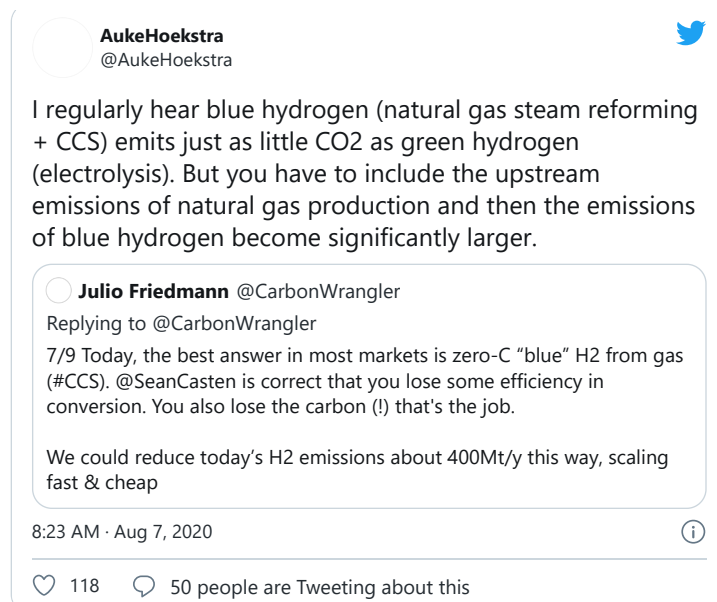 AukeHoekstra
@AukeHoekstra
I regularly hear blue hydrogen (natural gas steam reforming
+ CCS) emits just as little CO2 as green hydrogen
(electrolysis). But you have to include the upstream
emissions of natural gas production and then the emissions
of blue hydrogen become significantly larger.
Julio Friedmann @CarbonWrangler
Replying to @CarbonWrangler
7/9 Today, the best answer in most markets is zero-C “blue” H2 from gas
(#CCS). @SeanCasten is correct that you lose some efficiency in
conversion. You also lose the carbon (!) that's the job.
We could reduce today’s H2 emissions about 400Mt/y this way, scaling
fast & cheap
8:23 AM · Aug 7, 2020
118 50 people are Tweeting about this